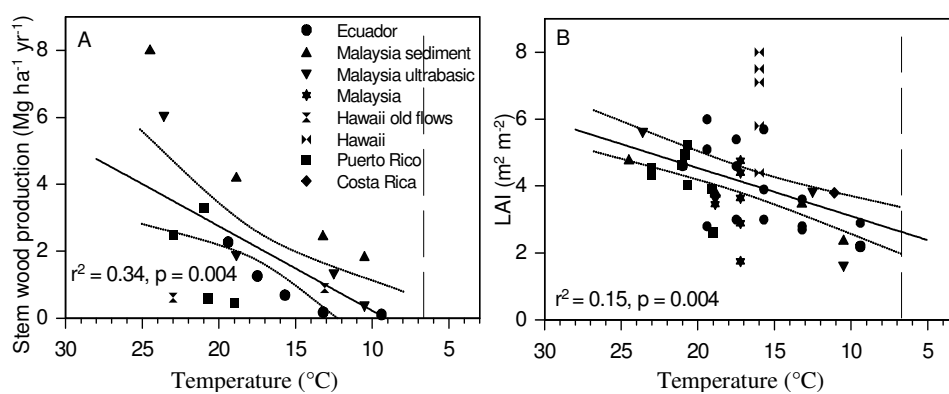 A
Stem wood production (Mg ha⁻¹ yr⁻¹)
8
6
4
2
0
Ecuador
Malaysia sediment
Malaysia ultrabasic
Malaysia
Hawaii old flows
Hawaii
Puerto Rico
Costa Rica
r² = 0.34, p = 0.004
30 25 20 15 10 5
Temperature (°C)
B
LAI (m² m⁻²)
8
6
4
2
0
r² = 0.15, p = 0.004
30 25 20 15 10 5
Temperature (°C)